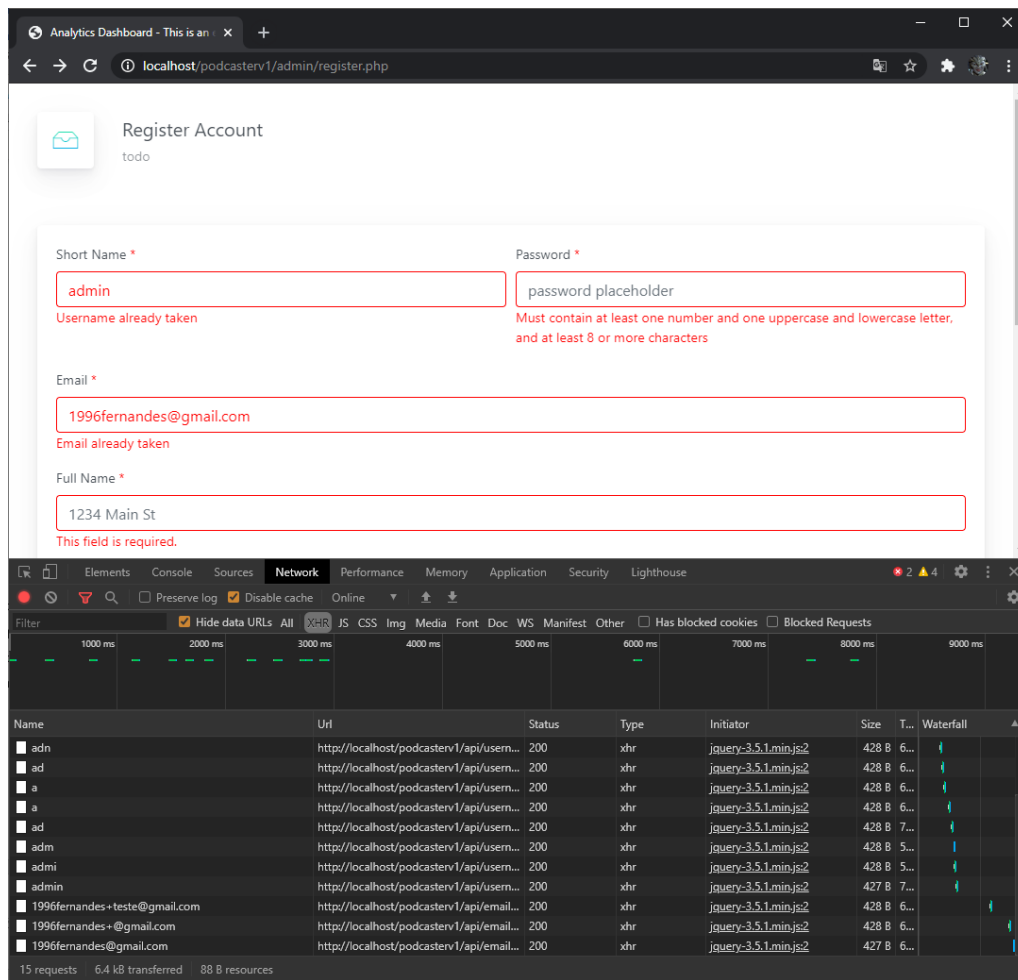 Analytics Dashboard - This is an
localhost/podcasterv1/admin/register.php
Register Account
todo
Short Name *
Password *
admin
password placeholder
Username already taken
Must contain at least one number and one uppercase and lowercase letter,
and at least 8 or more characters
Email *
1996fernandes@gmail.com
Email already taken
Full Name *
1234 Main St
This field is required.
Elements Console Sources Network Performance Memory Application Security Lighthouse 2 4
Preserve log Disable cache Online
Filter Hide data URLs All XHR JS CSS Img Media Font Doc WS Manifest Other Has blocked cookies Blocked Requests
1000 ms 2000 ms 3000 ms 4000 ms 5000 ms 6000 ms 7000 ms 8000 ms 9000 ms
Name Url Status Type Initiator Size T... Waterfall
adn http://localhost/podcasterv1/api/usern... 200 xhr jquery-3.5.1.min.js:2 428 B 6...
ad http://localhost/podcasterv1/api/usern... 200 xhr jquery-3.5.1.min.js:2 428 B 6...
a http://localhost/podcasterv1/api/usern... 200 xhr jquery-3.5.1.min.js:2 428 B 6...
a http://localhost/podcasterv1/api/usern... 200 xhr jquery-3.5.1.min.js:2 428 B 6...
ad http://localhost/podcasterv1/api/usern... 200 xhr jquery-3.5.1.min.js:2 428 B 7...
adm http://localhost/podcasterv1/api/usern... 200 xhr jquery-3.5.1.min.js:2 428 B 5...
admi http://localhost/podcasterv1/api/usern... 200 xhr jquery-3.5.1.min.js:2 428 B 5...
admin http://localhost/podcasterv1/api/usern... 200 xhr jquery-3.5.1.min.js:2 427 B 7...
1996fernandes+teste@gmail.com http://localhost/podcasterv1/api/email... 200 xhr jquery-3.5.1.min.js:2 428 B 6...
1996fernandes+@gmail.com http://localhost/podcasterv1/api/email... 200 xhr jquery-3.5.1.min.js:2 428 B 6...
1996fernandes@gmail.com http://localhost/podcasterv1/api/email... 200 xhr jquery-3.5.1.min.js:2 427 B 6...
15 requests 6.4 kB transferred 88 B resources